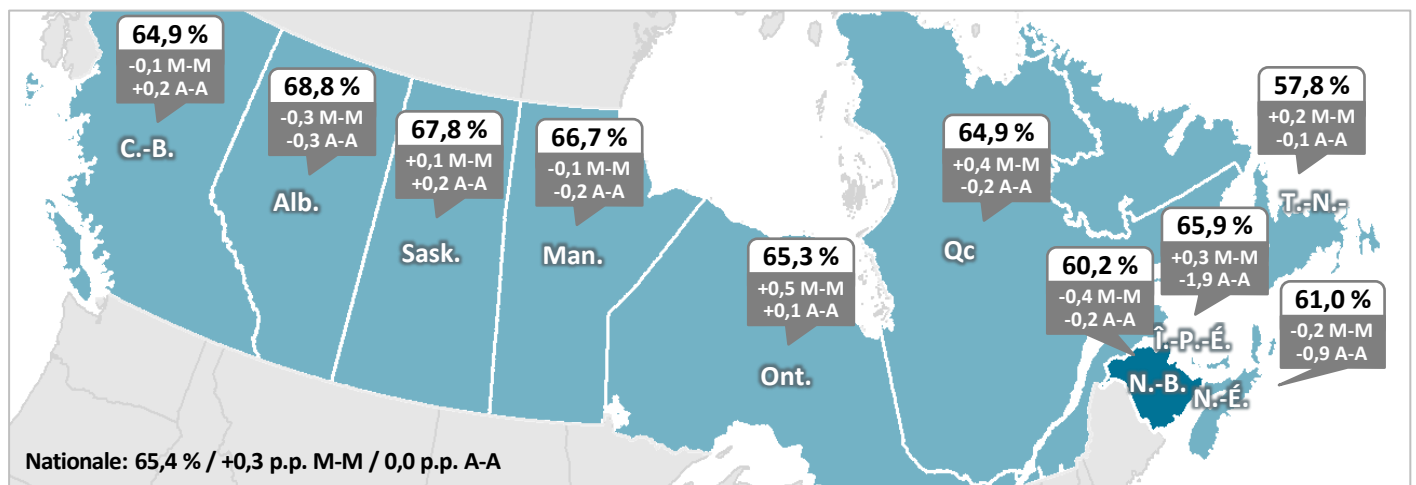 64,9 %
-0,1 M-M
+0,2 A-A
C.-B.
68,8 %
-0,3 M-M
-0,3 A-A
Alb.
67,8 %
+0,1 M-M
+0,2 A-A
Sask.
66,7 %
-0,1 M-M
-0,2 A-A
Man.
65,3 %
+0,5 M-M
+0,1 A-A
Ont.
64,9 %
+0,4 M-M
-0,2 A-A
Qc
57,8 %
+0,2 M-M
-0,1 A-A
T.-N.-
65,9 %
+0,3 M-M
-1,9 A-A
Î.-P.-É.
60,2 %
-0,4 M-M
-0,2 A-A
N.-B.
61,0 %
-0,2 M-M
-0,9 A-A
N.-É.
Nationale: 65,4 % / +0,3 p.p. M-M / 0,0 p.p. A-A